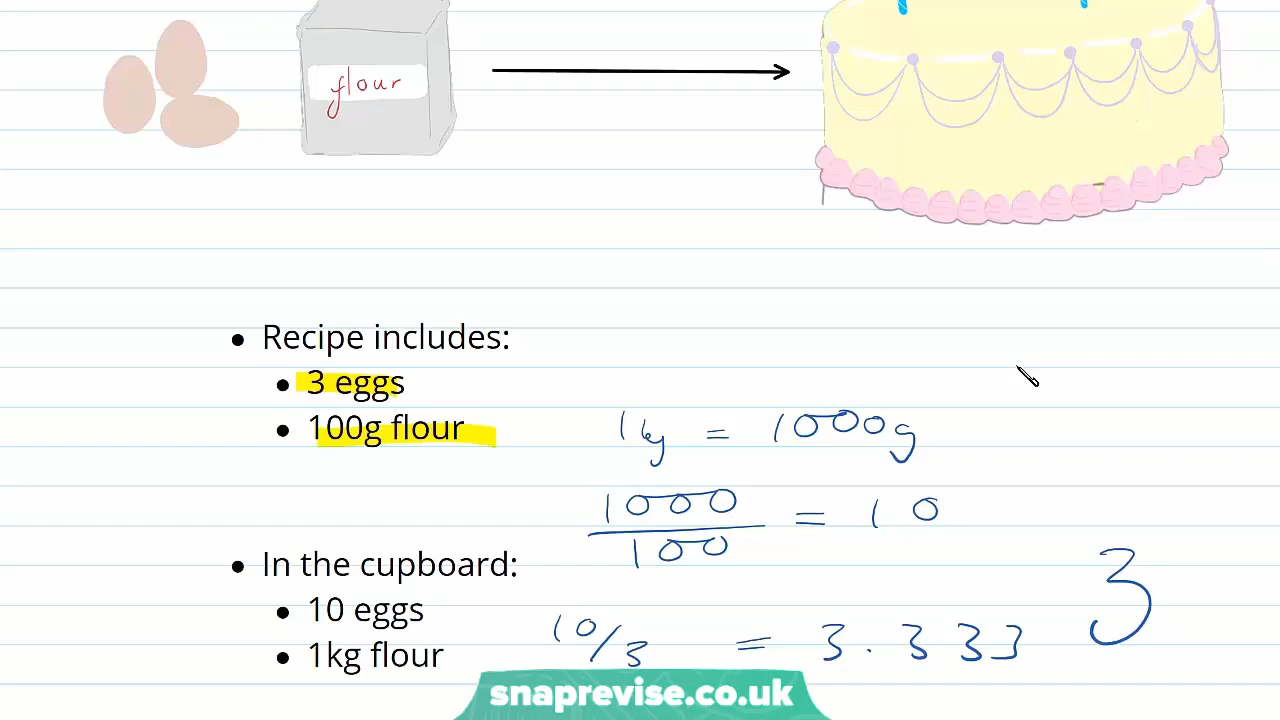 flour
Recipe includes:
3 eggs
100g flour
1kg = 1000g
1000
100
= 10
In the cupboard:
10 eggs
1kg flour
10/3 = 3.333
3
snaprevise.co.uk